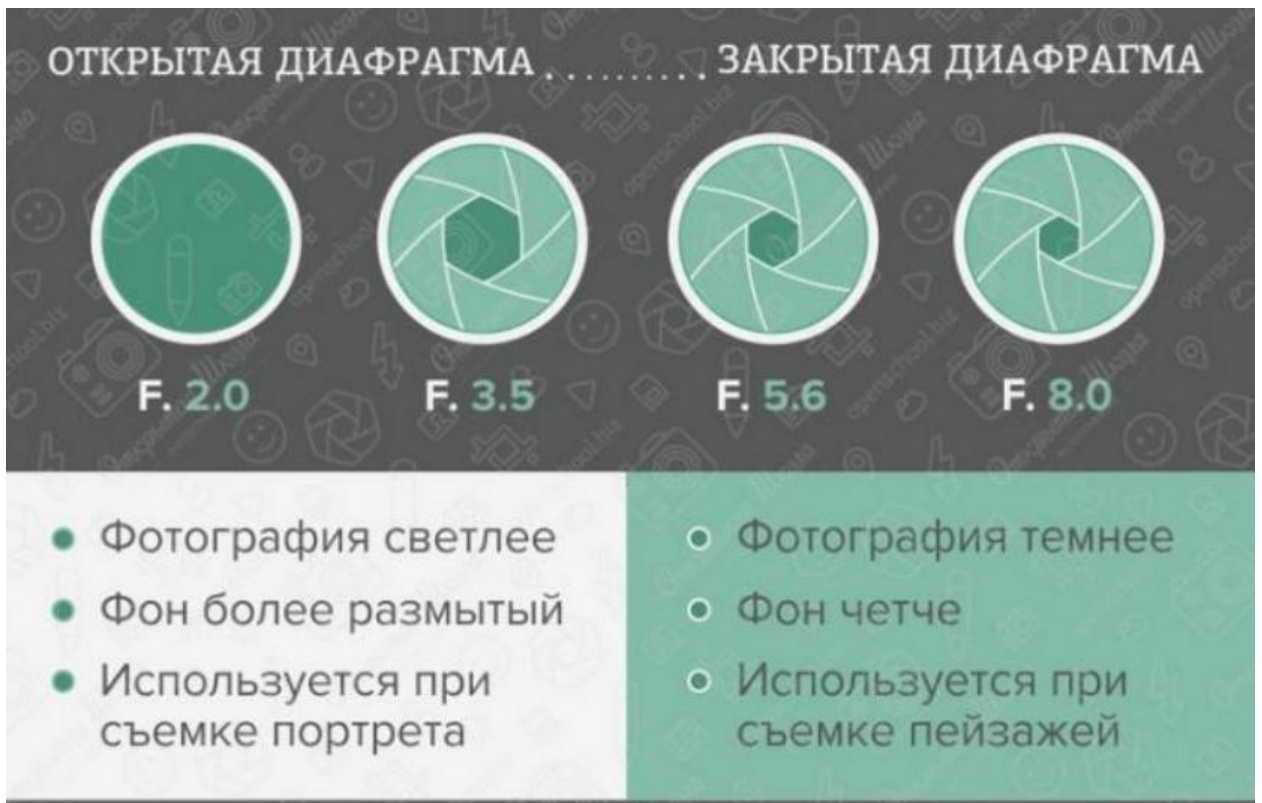 ОТКРЫТАЯ ДИАФРАГМА .......... ЗАКРЫТАЯ ДИАФРАГМА
F. 2.0 F. 3.5 F. 5.6 F. 8.0
Фотография светлее
Фон более размытый
Используется при
съемке портрета
Фотография темнее
Фон четче
Используется при
съемке пейзажей